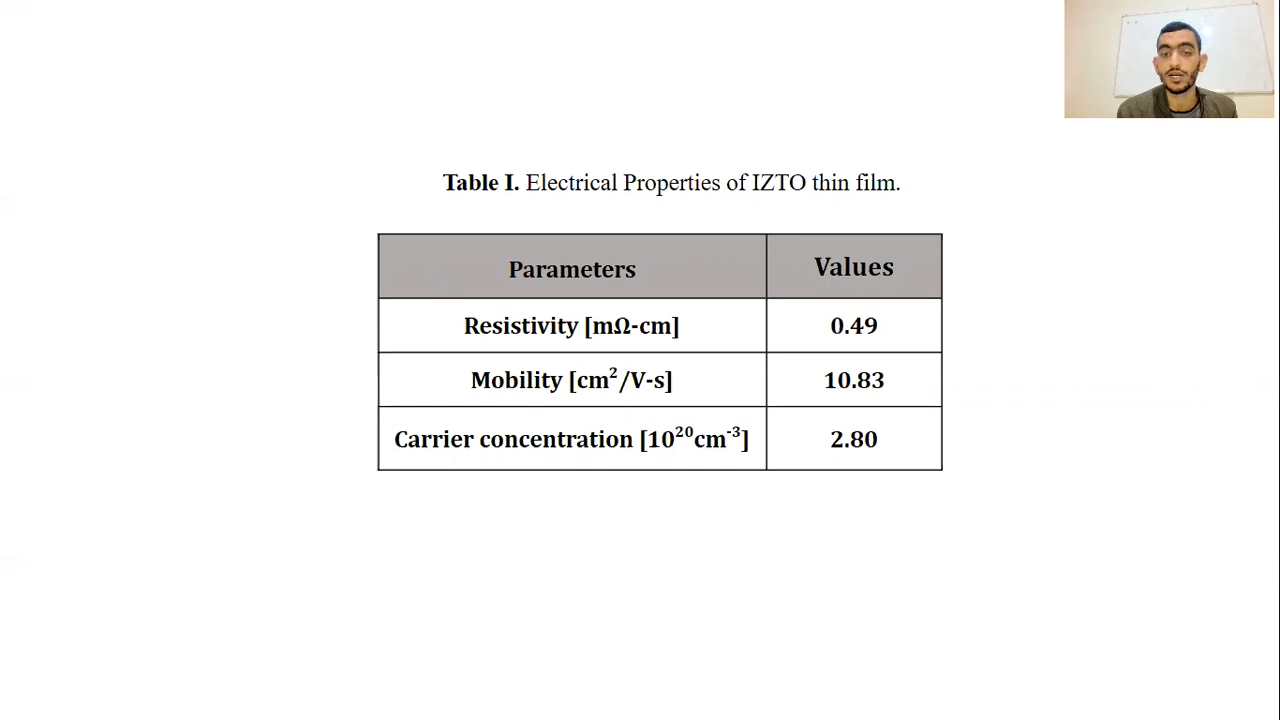 Table I. Electrical Properties of IZTO thin film.
Parameters Values
Resistivity [mΩ-cm] 0.49
Mobility [cm²/V-s] 10.83
Carrier concentration [10²⁰cm⁻³] 2.80